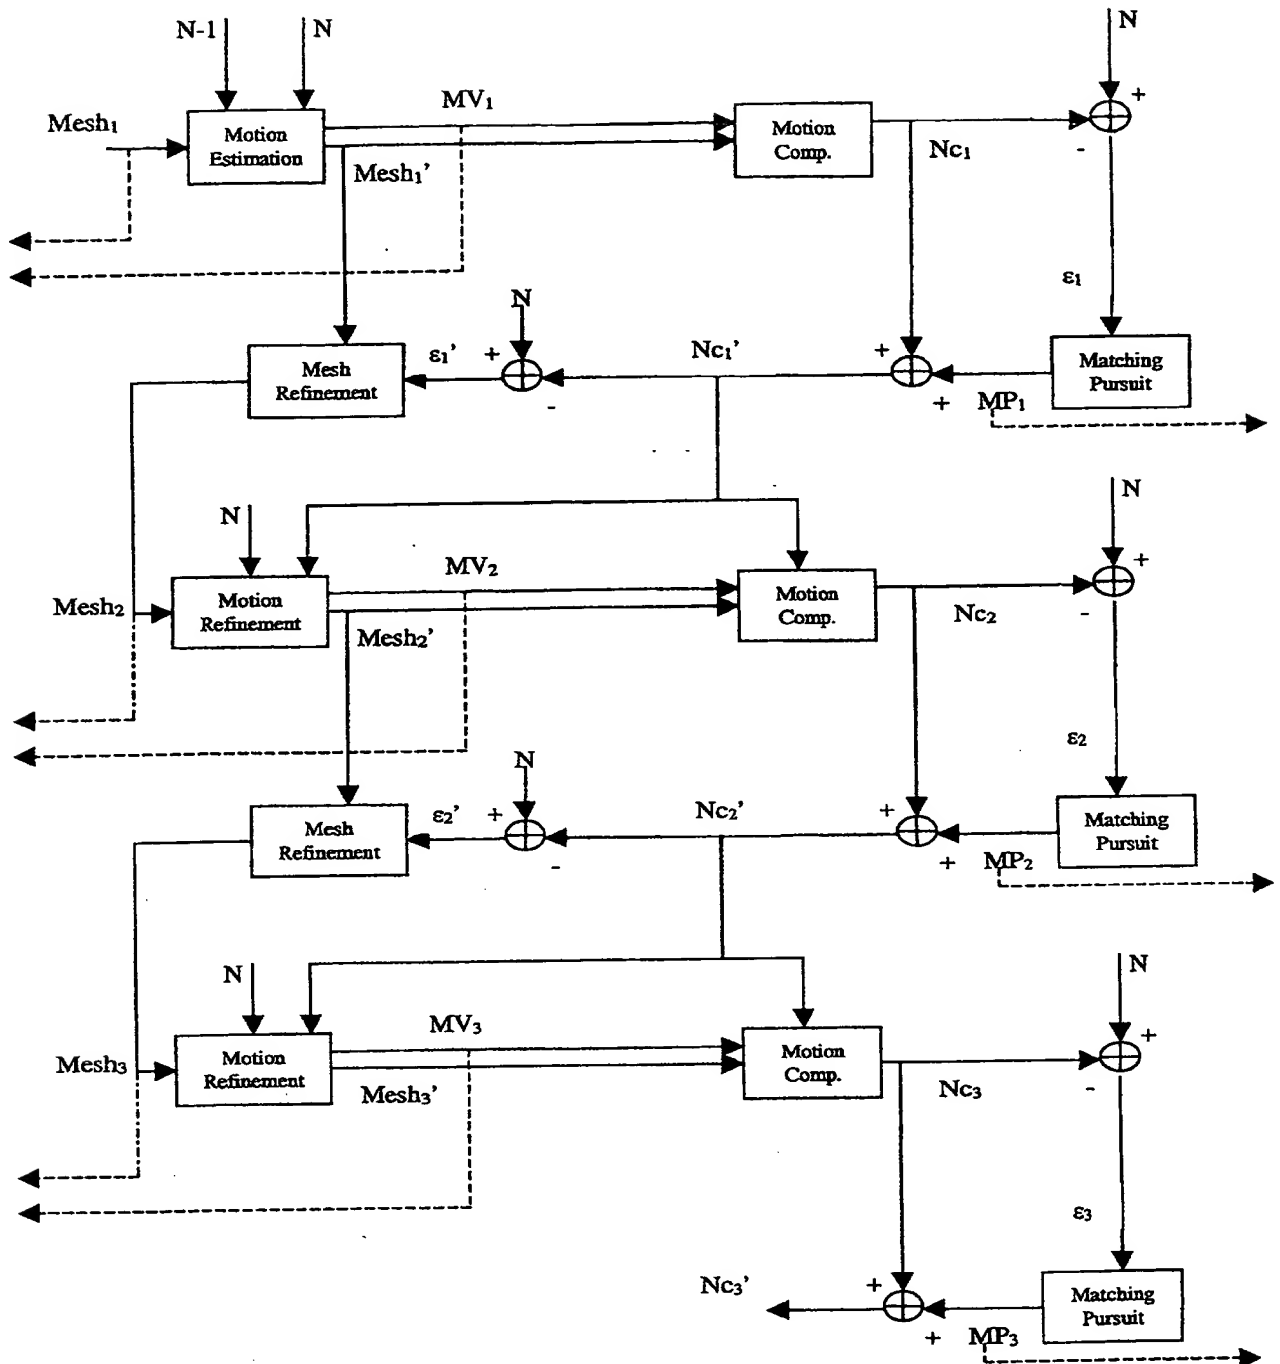 N-1
N
N
+
Mesh₁
Motion
Estimation
MV₁
Mesh₁'
Motion
Comp.
Nc₁
-
ε₁
N
Mesh
Refinement
ε₁'
+
-
Nc₁'
+
+
MP₁
Matching
Pursuit
N
N
+
Mesh₂
Motion
Refinement
MV₂
Mesh₂'
Motion
Comp.
Nc₂
-
ε₂
N
Mesh
Refinement
ε₂'
+
-
Nc₂'
+
+
MP₂
Matching
Pursuit
N
N
+
Mesh₃
Motion
Refinement
MV₃
Mesh₃'
Motion
Comp.
Nc₃
-
ε₃
Nc₃'
+
+
MP₃
Matching
Pursuit